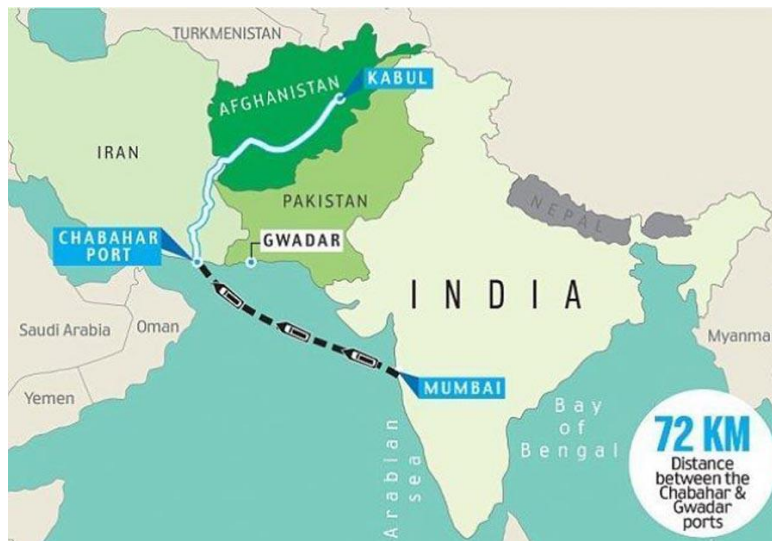 TURKMENISTAN
AFGHANISTAN
KABUL
IRAN
PAKISTAN
NEPAL
CHABAHAR
PORT
GWADAR
INDIA
Saudi Arabia
Oman
Myanma
Yemen
MUMBAI
Arabian
sea
Bay
of
Bengal
72 KM
Distance
between the
Chabahar &
Gwadar
ports